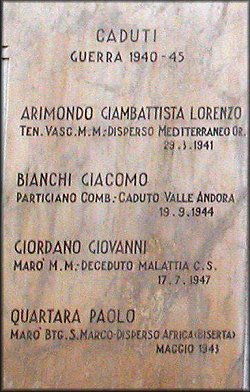 CADUTI
GUERRA 1940-45
ARIMONDO GIAMBATTISTA LORENZO
TEN. VASC. M.M.-DISPERSO MEDITERRANEO OR.
29.3.1941
BIANCHI GIACOMO
PARTIGIANO COMB.-CADUTO VALLE ANDORA
19.9.1944
GIORDANO GIOVANNI
MARÒ M.M.-DECEDUTO MALATTIA C.S.
17.7.1947
QUARTARA PAOLO
MARÒ BTG. S. MARCO-DISPERSO AFRICA (BISERTA)
MAGGIO 1943